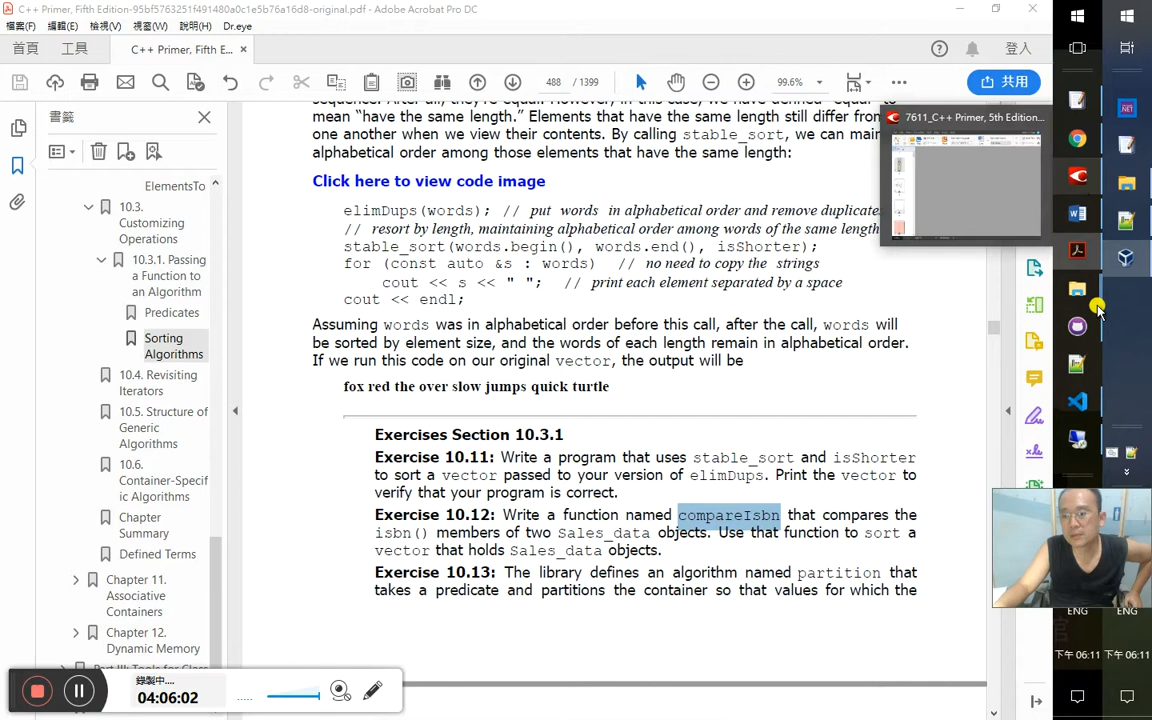 C++ Primer, Fifth Edition-95bf5719218f491480a0c1e5b76a16d8-original.pdf - Adobe Acrobat Pro DC
檔案(F) 編輯(E) 檢視(V) 視窗(W) 說明(H) Dr.eye
首頁 工具 C++ Primer, Fifth E... × 登入
488 / 1399 99.6% 共用
書籤
ElementsTo
10.3.
Customizing
Operations
10.3.1. Passing
a Function to
an Algorithm
Predicates
Sorting
Algorithms
10.4. Revisiting
Iterators
10.5. Structure of
Generic
Algorithms
10.6.
Container-Specif
ic Algorithms
Chapter
Summary
Defined Terms
Chapter 11.
Associative
Containers
Chapter 12.
Dynamic Memory
Part III: Tools for Class
sequence. After all, they're equal. However, in this case, we have defined "equal" to
mean "have the same length." Elements that have the same length still differ from
one another when we view their contents. By calling stable_sort, we can main
alphabetical order among those elements that have the same length:
Click here to view code image
elimDups(words); // put words in alphabetical order and remove duplicate
// resort by length, maintaining alphabetical order among words of the same length
stable_sort(words.begin(), words.end(), isShorter);
for (const auto &s : words) // no need to copy the strings
cout << s << " "; // print each element separated by a space
cout << endl;
Assuming words was in alphabetical order before this call, after the call, words will
be sorted by element size, and the words of each length remain in alphabetical order.
If we run this code on our original vector, the output will be
fox red the over slow jumps quick turtle
Exercises Section 10.3.1
Exercise 10.11: Write a program that uses stable_sort and isShorter
to sort a vector passed to your version of elimDups. Print the vector to
verify that your program is correct.
Exercise 10.12: Write a function named compareIsbn that compares the
isbn() members of two Sales_data objects. Use that function to sort a
vector that holds Sales_data objects.
Exercise 10.13: The library defines an algorithm named partition that
takes a predicate and partitions the container so that values for which the
7611_C++ Primer, 5th Edition...
.NET
ENG ENG
下午 06:11 下午 06:11
錄製中....
04:06:02